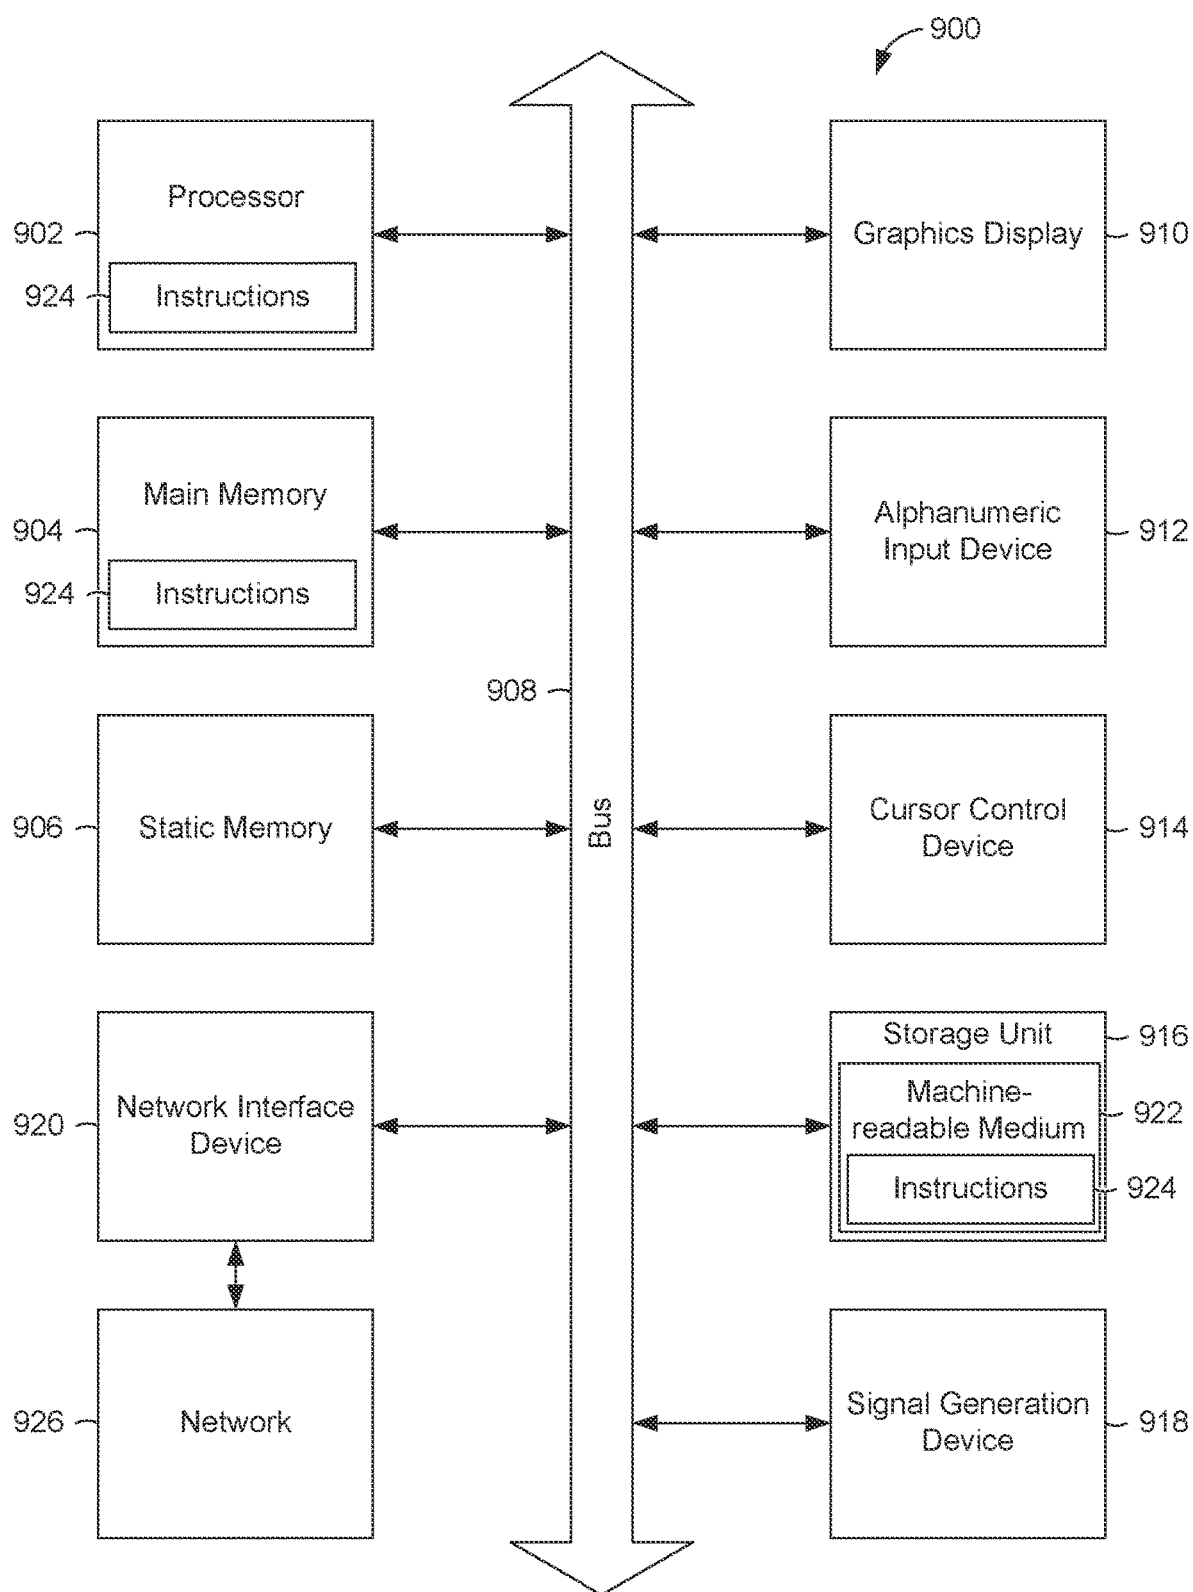 900
Processor
902
924
Instructions
Graphics Display
910
Main Memory
904
924
Instructions
Alphanumeric
Input Device
912
908
Bus
906
Static Memory
Cursor Control
Device
914
920
Network Interface
Device
Storage Unit
916
Machine-
readable Medium
922
Instructions
924
926
Network
Signal Generation
Device
918